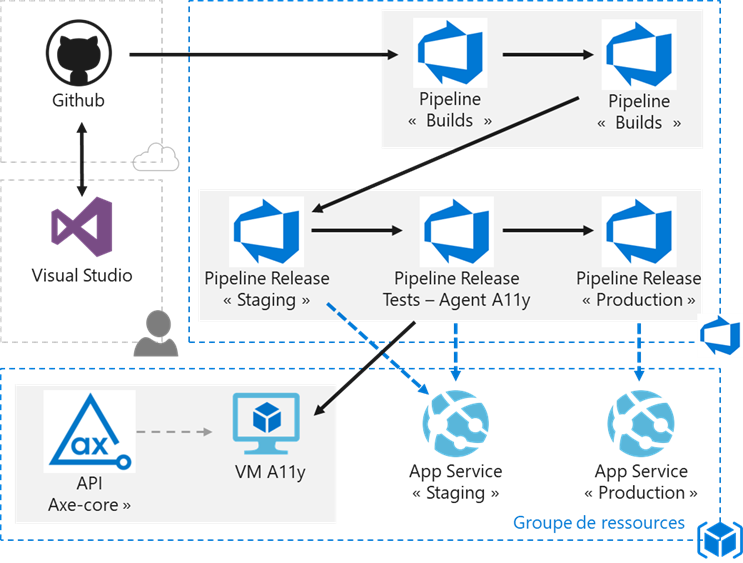 Github
Pipeline
« Builds »
Pipeline
« Builds »
Visual Studio
Pipeline Release
« Staging »
Pipeline Release
Tests – Agent A11y
Pipeline Release
« Production »
ax
API
Axe-core »
VM A11y
App Service
« Staging »
App Service
« Production »
Groupe de ressources